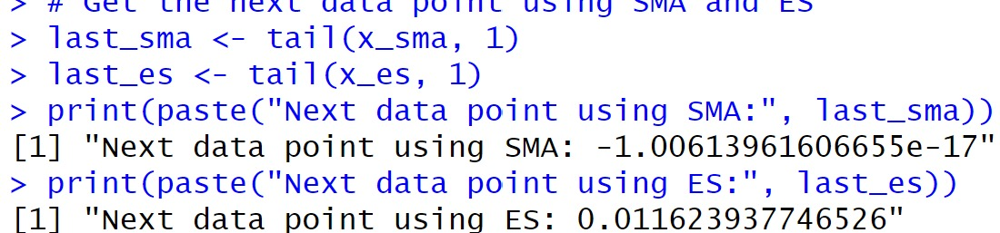 > # Get the next data point using SMA and ES
> last_sma <- tail(x_sma, 1)
> last_es <- tail(x_es, 1)
> print(paste("Next data point using SMA:", last_sma))
[1] "Next data point using SMA: -1.00613961606655e-17"
> print(paste("Next data point using ES:", last_es))
[1] "Next data point using ES: 0.011623937746526"